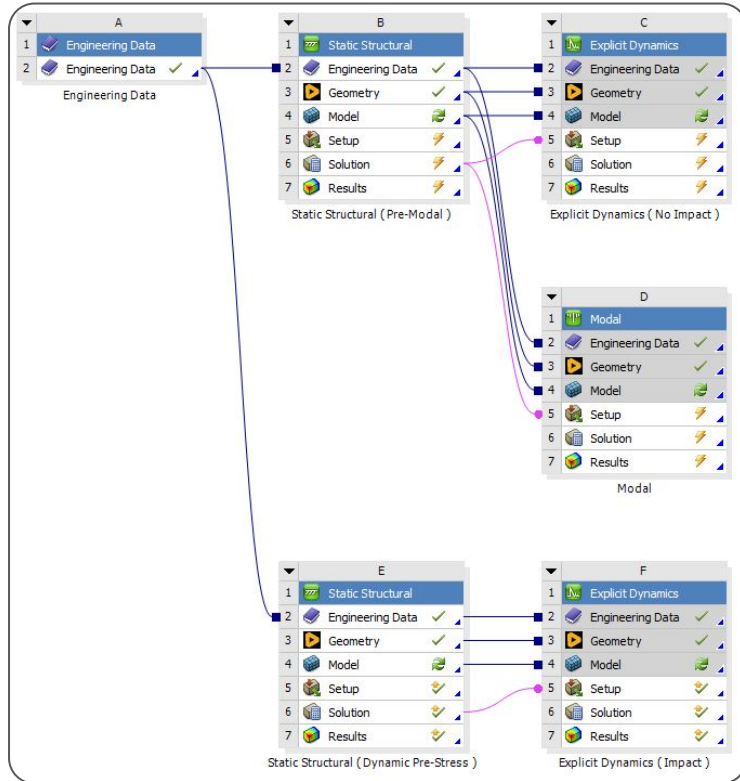 A
1 Engineering Data
2 Engineering Data
Engineering Data
B
1 Static Structural
2 Engineering Data
3 Geometry
4 Model
5 Setup
6 Solution
7 Results
Static Structural ( Pre-Modal )
C
1 Explicit Dynamics
2 Engineering Data
3 Geometry
4 Model
5 Setup
6 Solution
7 Results
Explicit Dynamics ( No Impact )
D
1 Modal
2 Engineering Data
3 Geometry
4 Model
5 Setup
6 Solution
7 Results
Modal
E
1 Static Structural
2 Engineering Data
3 Geometry
4 Model
5 Setup
6 Solution
7 Results
Static Structural ( Dynamic Pre-Stress )
F
1 Explicit Dynamics
2 Engineering Data
3 Geometry
4 Model
5 Setup
6 Solution
7 Results
Explicit Dynamics ( Impact )